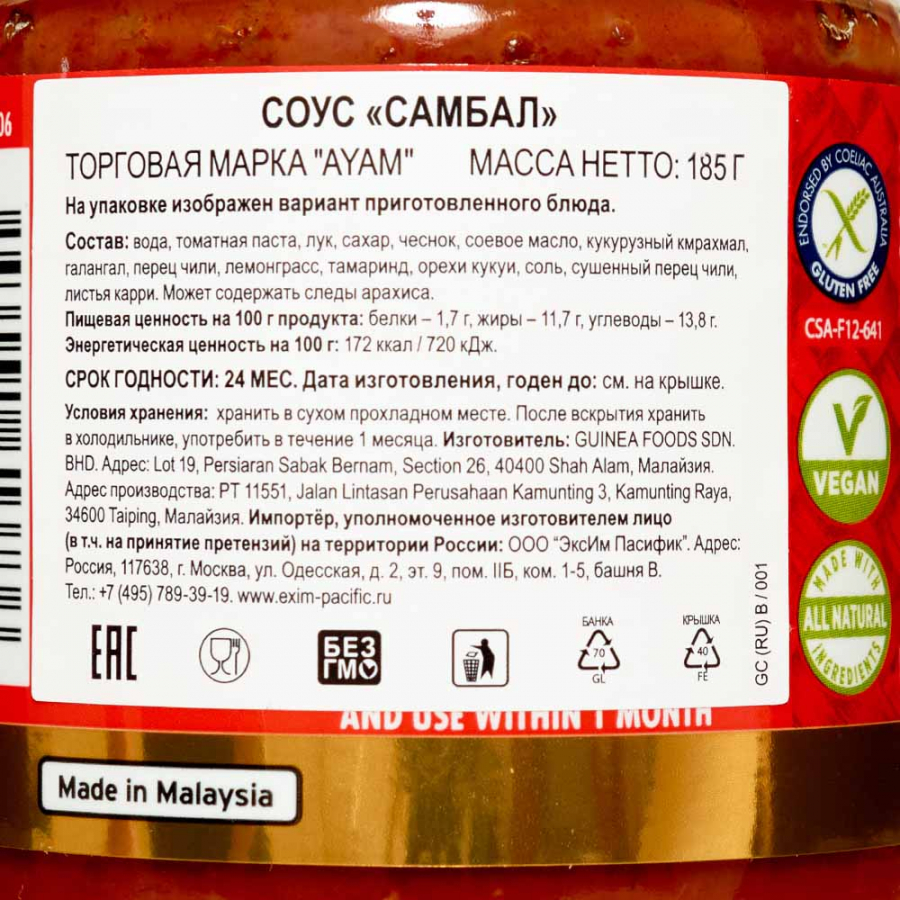 06
СОУС «САМБАЛ»
ТОРГОВАЯ МАРКА "AYAM" МАССА НЕТТО: 185 Г
На упаковке изображен вариант приготовленного блюда.
Состав: вода, томатная паста, лук, сахар, чеснок, соевое масло, кукурузный кмрахмал,
галангал, перец чили, лемонграсс, тамаринд, орехи кукуи, соль, сушенный перец чили,
листья карри. Может содержать следы арахиса.
Пищевая ценность на 100 г продукта: белки – 1,7 г, жиры – 11,7 г, углеводы – 13,8 г.
Энергетическая ценность на 100 г: 172 ккал / 720 кДж.
СРОК ГОДНОСТИ: 24 МЕС. Дата изготовления, годен до: см. на крышке.
Условия хранения: хранить в сухом прохладном месте. После вскрытия хранить
в холодильнике, употребить в течение 1 месяца. Изготовитель: GUINEA FOODS SDN.
BHD. Адрес: Lot 19, Persiaran Sabak Bernam, Section 26, 40400 Shah Alam, Малайзия.
Адрес производства: PT 11551, Jalan Lintasan Perusahaan Kamunting 3, Kamunting Raya,
34600 Taiping, Малайзия. Импортёр, уполномоченное изготовителем лицо
(в т.ч. на принятие претензий) на территории России: ООО "ЭксИм Пасифик". Адрес:
Россия, 117638, г. Москва, ул. Одесская, д. 2, эт. 9, пом. IIБ, ком. 1-5, башня В.
Тел.: +7 (495) 789-39-19. www.exim-pacific.ru
EAC
БЕЗ
ГМО
БАНКА
70
GL
КРЫШКА
40
FE
GC (RU) B / 001
ENDORSED BY COELIAC AUSTRALIA
GLUTEN FREE
CSA-F12-641
V
VEGAN
MADE WITH
ALL NATURAL
INGREDIENTS
AND USE WITHIN 1 MONTH
Made in Malaysia